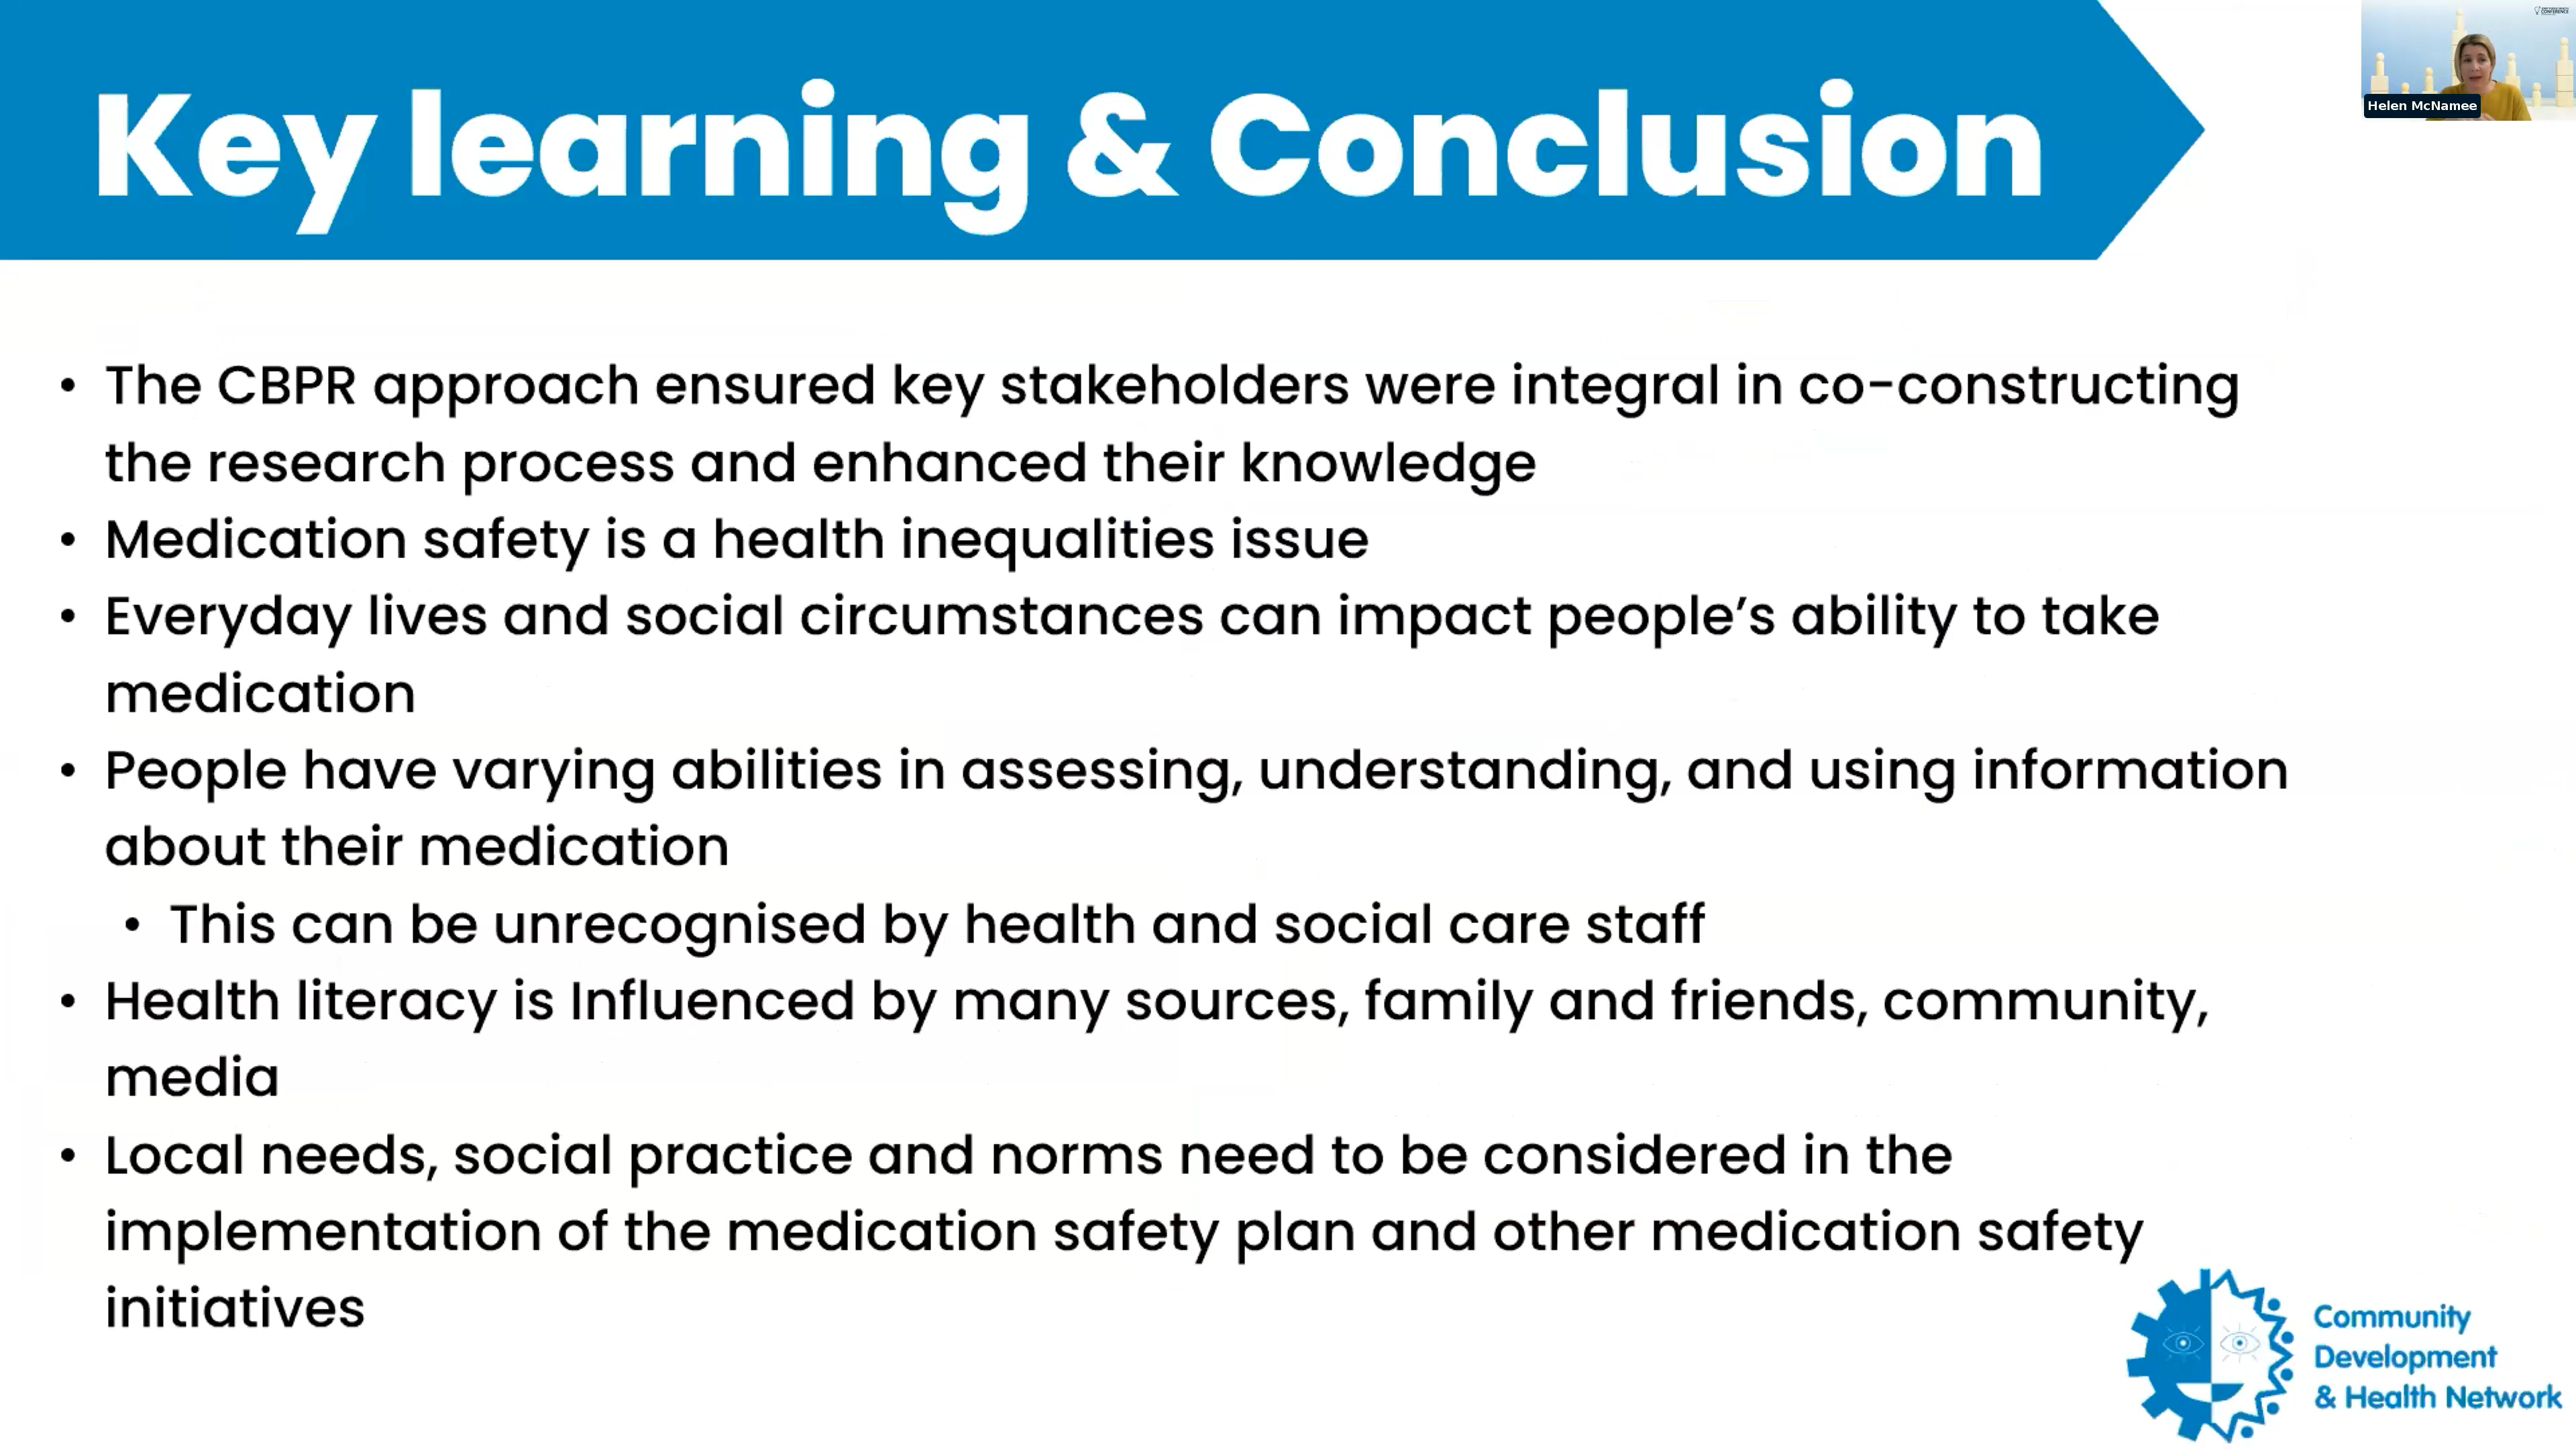 Key learning & Conclusion
Helen McNamee
• The CBPR approach ensured key stakeholders were integral in co-constructing
the research process and enhanced their knowledge
• Medication safety is a health inequalities issue
• Everyday lives and social circumstances can impact people’s ability to take
medication
• People have varying abilities in assessing, understanding, and using information
about their medication
• This can be unrecognised by health and social care staff
• Health literacy is Influenced by many sources, family and friends, community,
media
• Local needs, social practice and norms need to be considered in the
implementation of the medication safety plan and other medication safety
initiatives
Community
Development
& Health Network